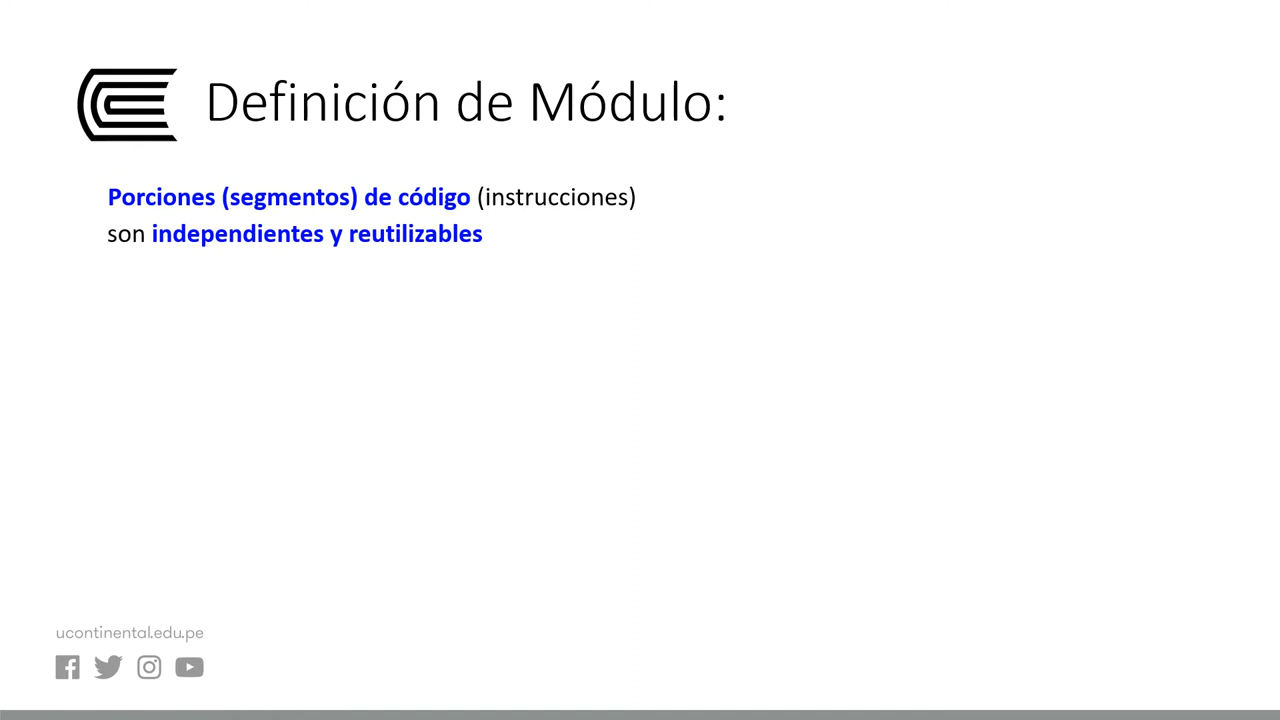 Definición de Módulo:
Porciones (segmentos) de código (instrucciones)
son independientes y reutilizables
ucontinental.edu.pe